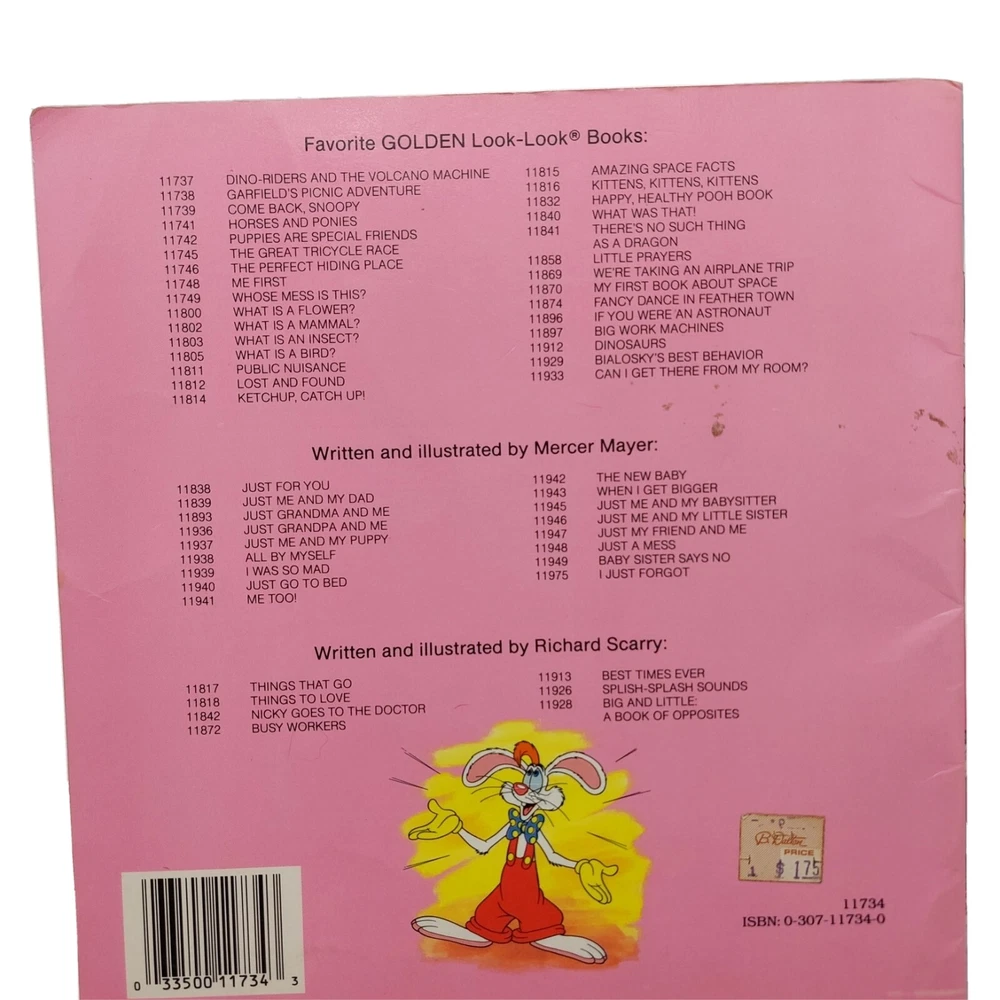 Favorite GOLDEN Look-Look® Books:
11737 DINO-RIDERS AND THE VOLCANO MACHINE
11738 GARFIELD'S PICNIC ADVENTURE
11739 COME BACK, SNOOPY
11741 HORSES AND PONIES
11742 PUPPIES ARE SPECIAL FRIENDS
11745 THE GREAT TRICYCLE RACE
11746 THE PERFECT HIDING PLACE
11748 ME FIRST
11749 WHOSE MESS IS THIS?
11800 WHAT IS A FLOWER?
11802 WHAT IS A MAMMAL?
11803 WHAT IS AN INSECT?
11805 WHAT IS A BIRD?
11811 PUBLIC NUISANCE
11812 LOST AND FOUND
11814 KETCHUP, CATCH UP!
11815 AMAZING SPACE FACTS
11816 KITTENS, KITTENS, KITTENS
11832 HAPPY, HEALTHY POOH BOOK
11840 WHAT WAS THAT!
11841 THERE'S NO SUCH THING
AS A DRAGON
11858 LITTLE PRAYERS
11869 WE'RE TAKING AN AIRPLANE TRIP
11870 MY FIRST BOOK ABOUT SPACE
11874 FANCY DANCE IN FEATHER TOWN
11896 IF YOU WERE AN ASTRONAUT
11897 BIG WORK MACHINES
11912 DINOSAURS
11929 BIALOSKY'S BEST BEHAVIOR
11933 CAN I GET THERE FROM MY ROOM?
Written and illustrated by Mercer Mayer:
11838 JUST FOR YOU
11839 JUST ME AND MY DAD
11893 JUST GRANDMA AND ME
11936 JUST GRANDPA AND ME
11937 JUST ME AND MY PUPPY
11938 ALL BY MYSELF
11939 I WAS SO MAD
11940 JUST GO TO BED
11941 ME TOO!
11942 THE NEW BABY
11943 WHEN I GET BIGGER
11945 JUST ME AND MY BABYSITTER
11946 JUST ME AND MY LITTLE SISTER
11947 JUST MY FRIEND AND ME
11948 JUST A MESS
11949 BABY SISTER SAYS NO
11975 I JUST FORGOT
Written and illustrated by Richard Scarry:
11817 THINGS THAT GO
11818 THINGS TO LOVE
11842 NICKY GOES TO THE DOCTOR
11872 BUSY WORKERS
11913 BEST TIMES EVER
11926 SPLISH-SPLASH SOUNDS
11928 BIG AND LITTLE:
A BOOK OF OPPOSITES
B. Dalton
PRICE
1 $ 175
11734
ISBN: 0-307-11734-0
0 33500 11734 3